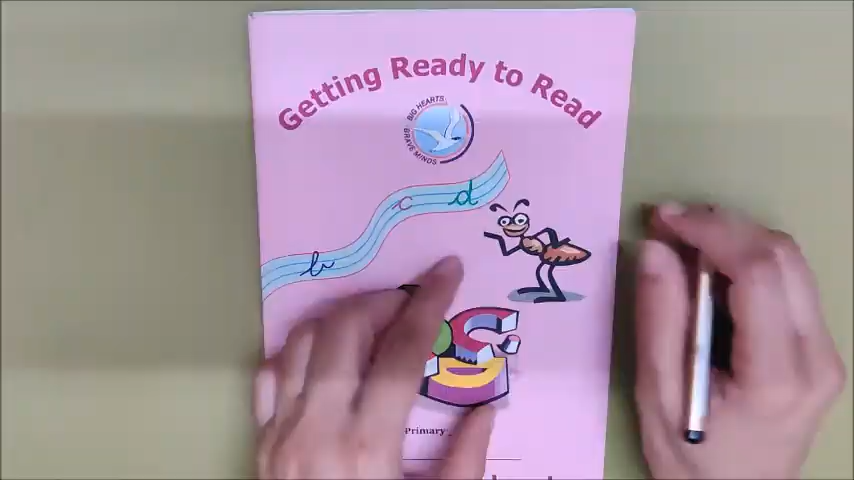 Getting Ready to Read
BIG HEARTS
BRAVE MINDS
b c d
Primary